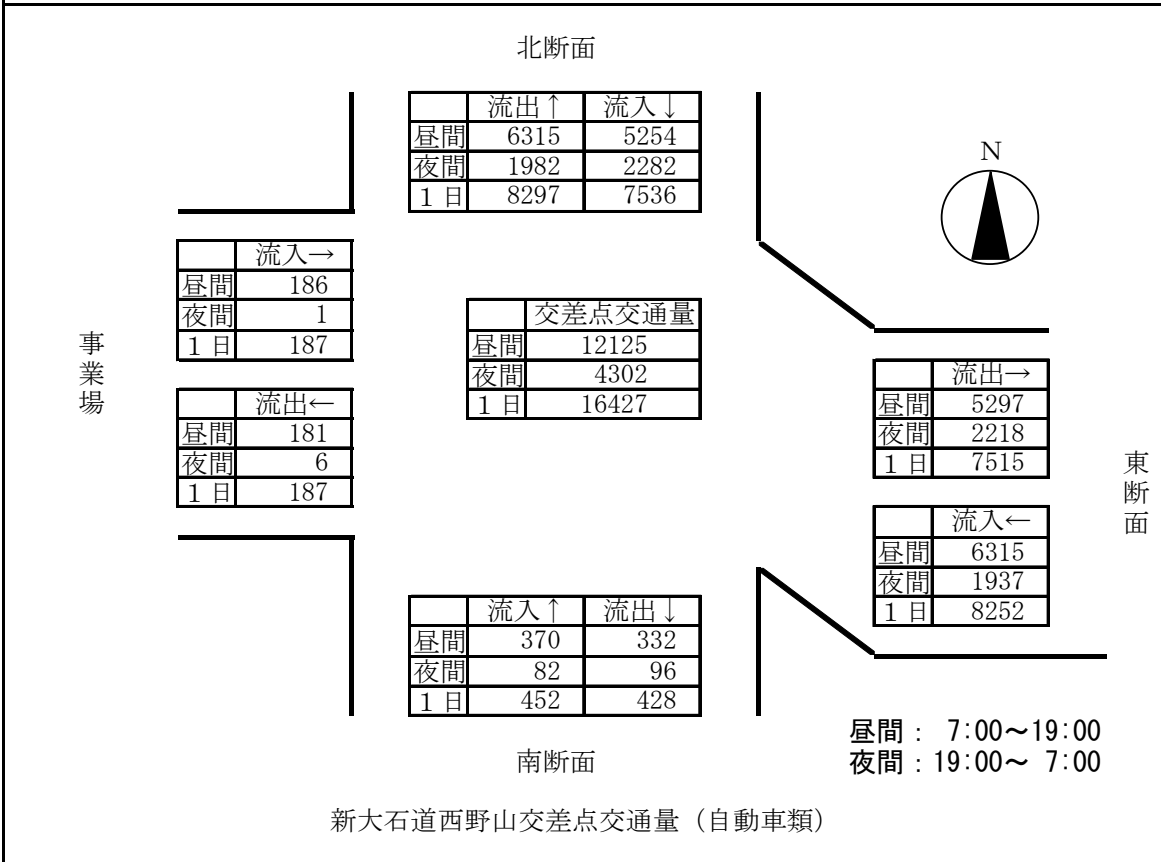 北断面
流出↑ 流入↓
昼間 6315 5254
夜間 1982 2282
１日 8297 7536
N
流入→
昼間 186
夜間 1
１日 187
事業場
流出←
昼間 181
夜間 6
１日 187
交差点交通量
昼間 12125
夜間 4302
１日 16427
流出→
昼間 5297
夜間 2218
１日 7515
東断面
流入←
昼間 6315
夜間 1937
１日 8252
流入↑ 流出↓
昼間 370 332
夜間 82 96
１日 452 428
南断面
昼間： 7:00～19:00
夜間：19:00～ 7:00
新大石道西野山交差点交通量（自動車類）